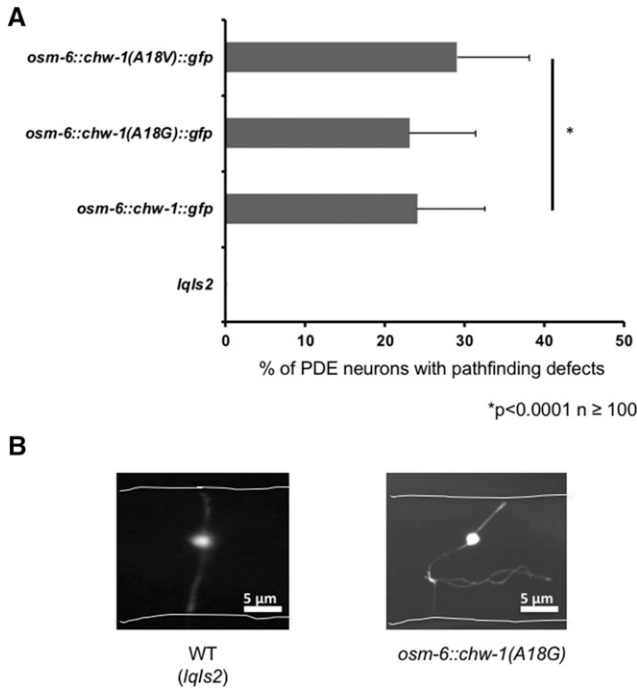 A
osm-6::chw-1(A18V)::gfp
osm-6::chw-1(A18G)::gfp
osm-6::chw-1::gfp
lqIs2
*
0 10 20 30 40 50
% of PDE neurons with pathfinding defects
*p<0.0001 n ≥ 100
B
5 µm
5 µm
WT
(lqIs2)
osm-6::chw-1(A18G)